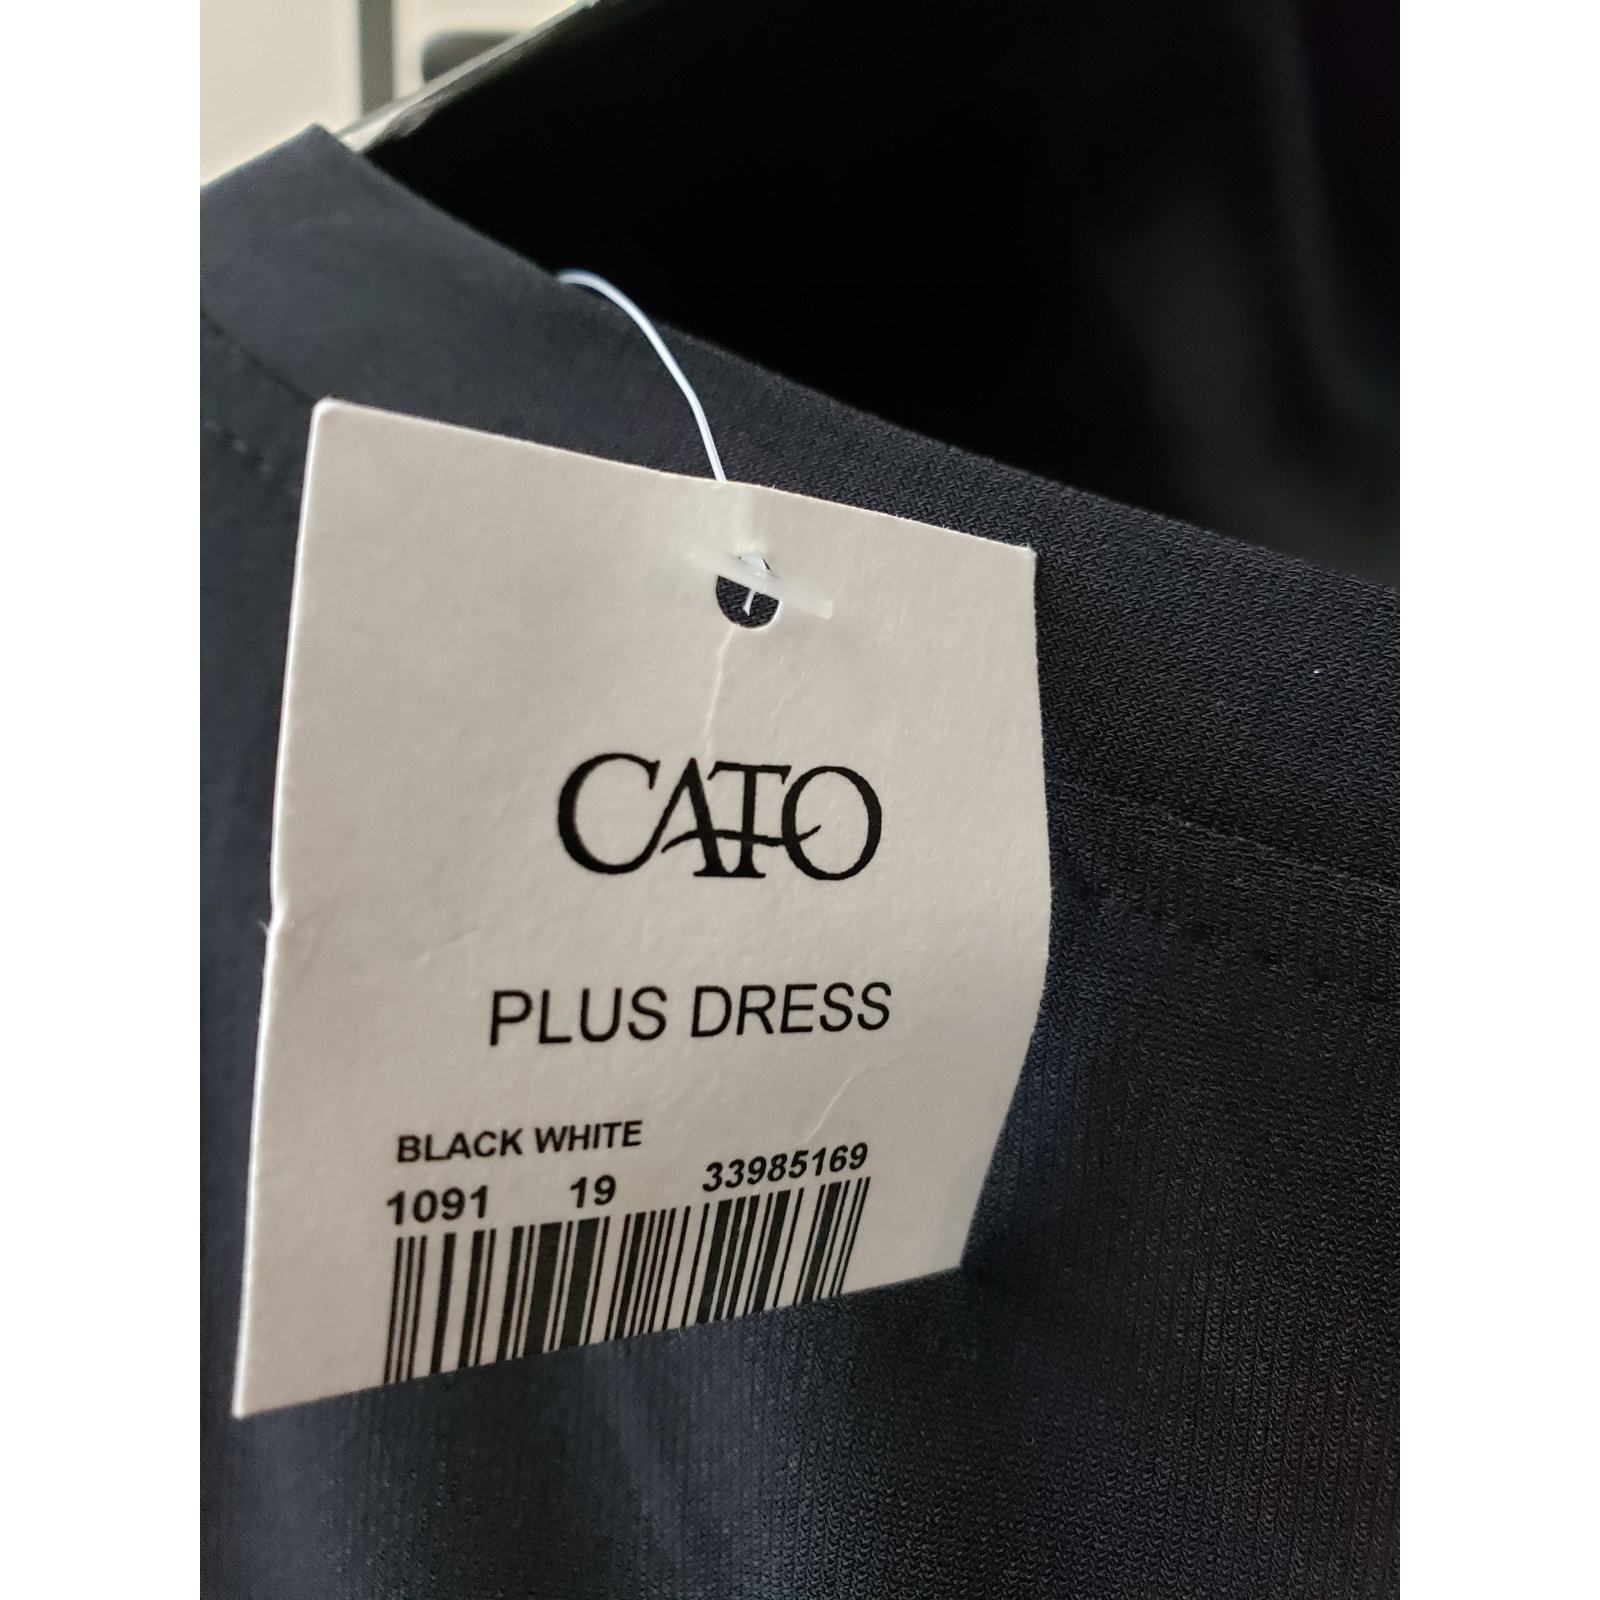 CATO
PLUS DRESS
BLACK WHITE
1091 19 33985169